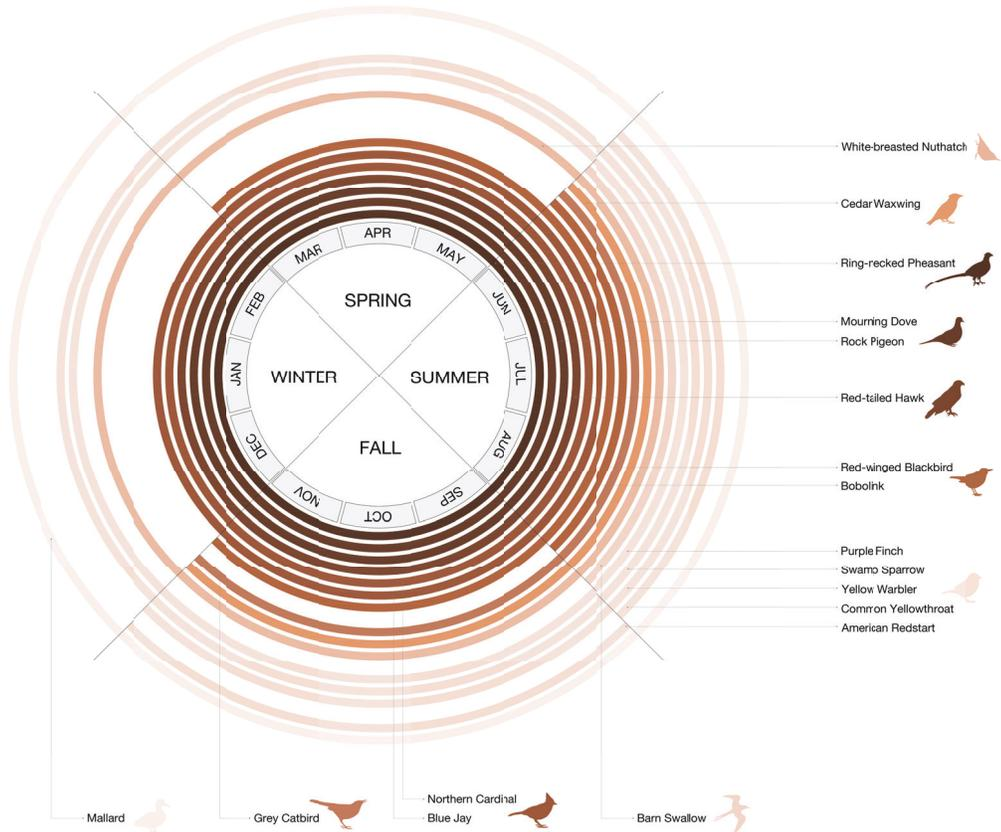 APR
MAR
MAY
FEB
JUN
SPRING
JAN
WINTER
SUMMER
JUL
FALL
DEC
AUG
NOV
SEP
OCT
White-breasted Nuthatch
Cedar Waxwing
Ring-recked Pheasant
Mourning Dove
Rock Pigeon
Red-tailed Hawk
Red-winged Blackbird
Bobolink
Purple Finch
Swamp Sparrow
Yellow Warbler
Common Yellowthroat
American Redstart
Northern Cardinal
Mallard
Grey Catbird
Blue Jay
Barn Swallow